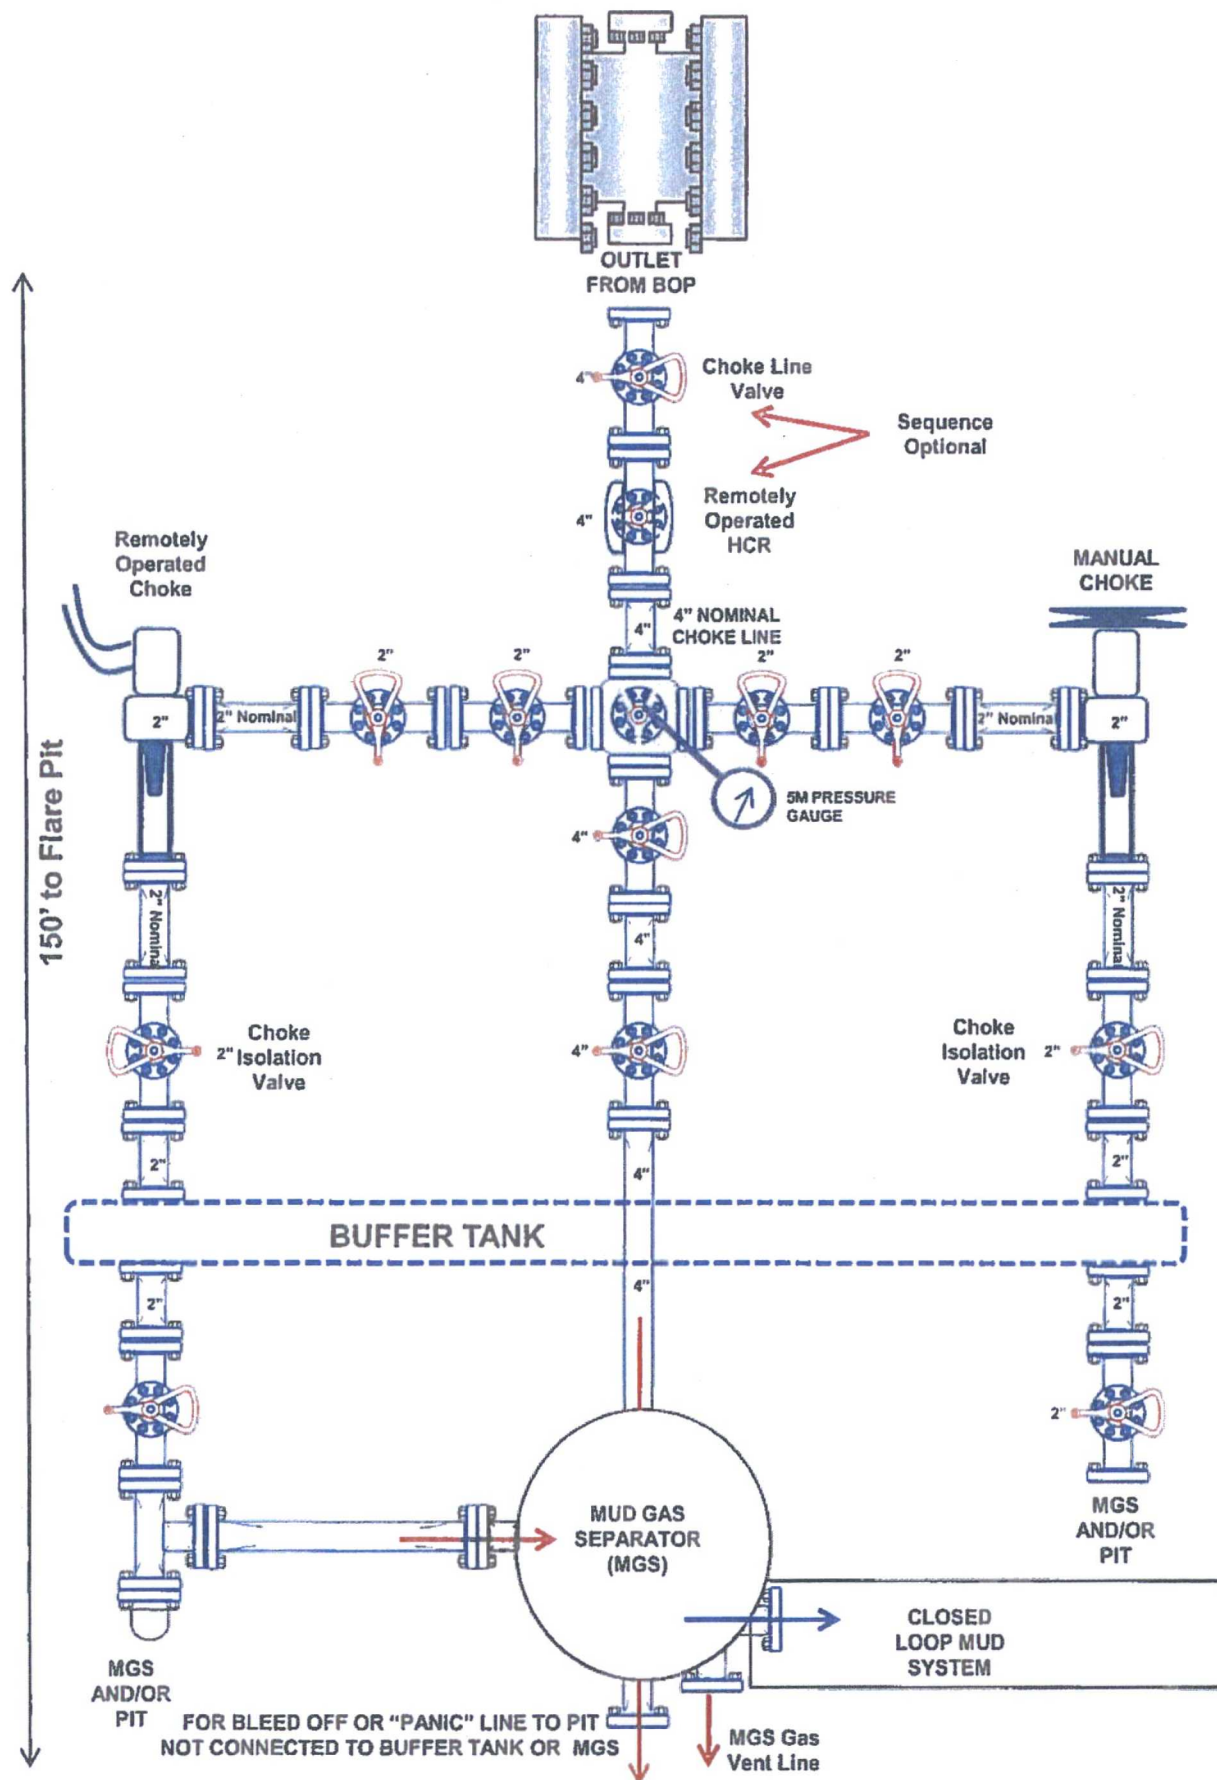 OUTLET
FROM BOP
4"
Choke Line
Valve
Sequence
Optional
4"
Remotely
Operated
HCR
Remotely
Operated
Choke
MANUAL
CHOKE
4"
4" NOMINAL
CHOKE LINE
2"
2"
2"
2"
2"
2" Nominal
2" Nominal
2"
5M PRESSURE
GAUGE
4"
150' to Flare Pit
2" Nominal
4"
2" Nominal
2"
Choke
Isolation
Valve
4"
Choke
Isolation
Valve
2"
2"
4"
2"
BUFFER TANK
2"
4"
2"
2"
MUD GAS
SEPARATOR
(MGS)
MGS
AND/OR
PIT
CLOSED
LOOP MUD
SYSTEM
MGS
AND/OR
PIT
FOR BLEED OFF OR "PANIC" LINE TO PIT
NOT CONNECTED TO BUFFER TANK OR MGS
MGS Gas
Vent Line